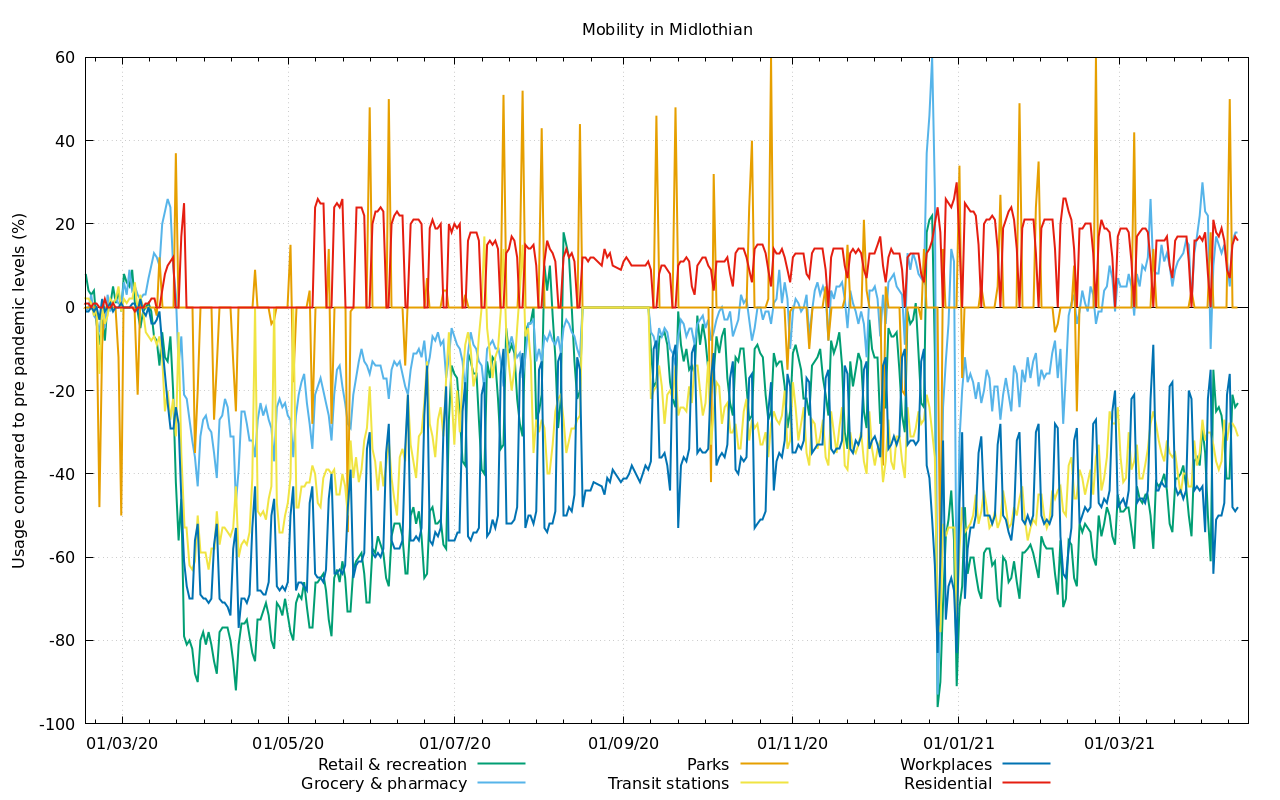 Mobility in Midlothian
Usage compared to pre pandemic levels (%)
60
40
20
0
-20
-40
-60
-80
-100
01/03/20 01/05/20 01/07/20 01/09/20 01/11/20 01/01/21 01/03/21
Retail & recreation Parks Workplaces
Grocery & pharmacy Transit stations Residential